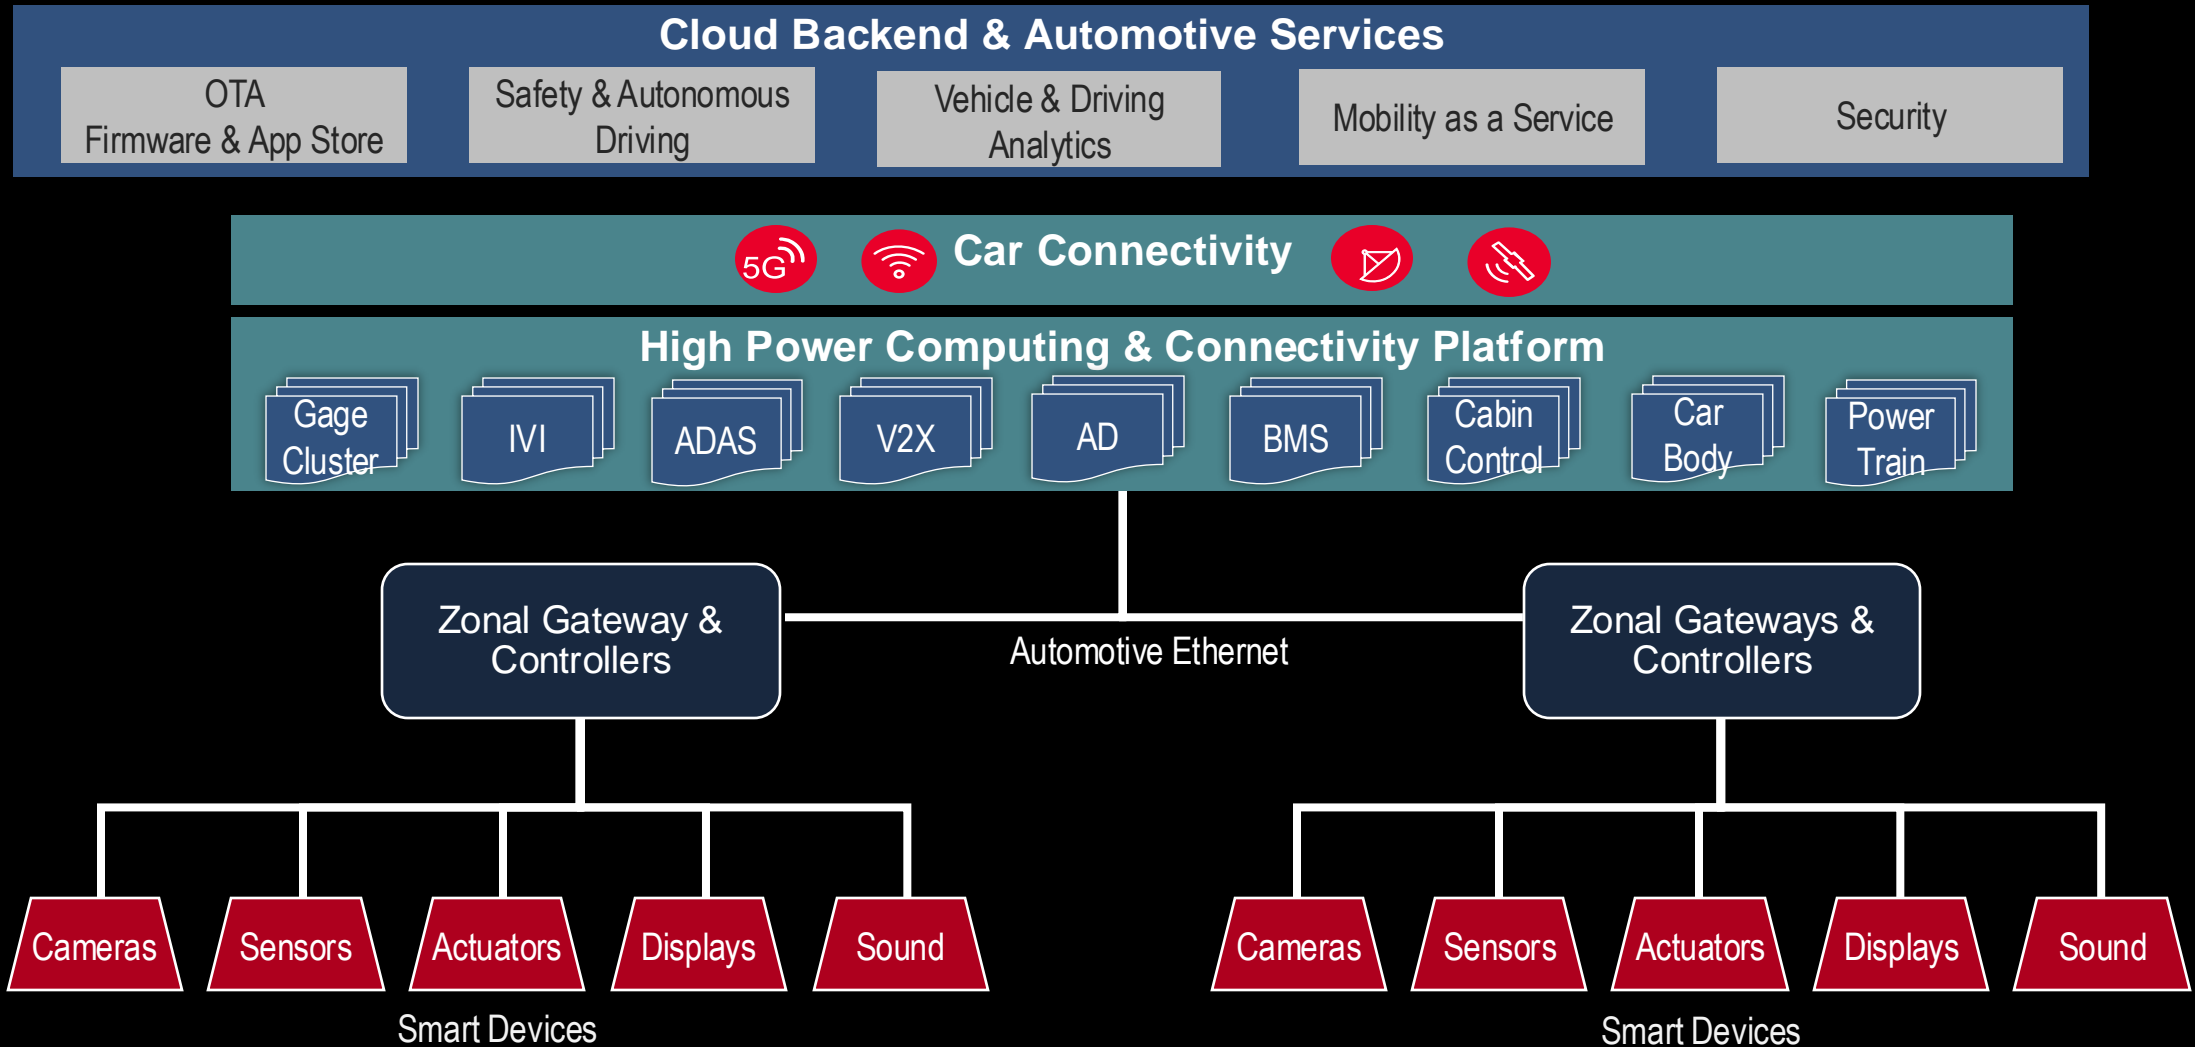 Cloud Backend & Automotive Services
OTA
Firmware & App Store
Safety & Autonomous
Driving
Vehicle & Driving
Analytics
Mobility as a Service
Security
5G
Car Connectivity
High Power Computing & Connectivity Platform
Gage
Cluster
IVI
ADAS
V2X
AD
BMS
Cabin
Control
Car
Body
Power
Train
Zonal Gateway &
Controllers
Automotive Ethernet
Zonal Gateways &
Controllers
Cameras
Sensors
Actuators
Displays
Sound
Smart Devices
Cameras
Sensors
Actuators
Displays
Sound
Smart Devices